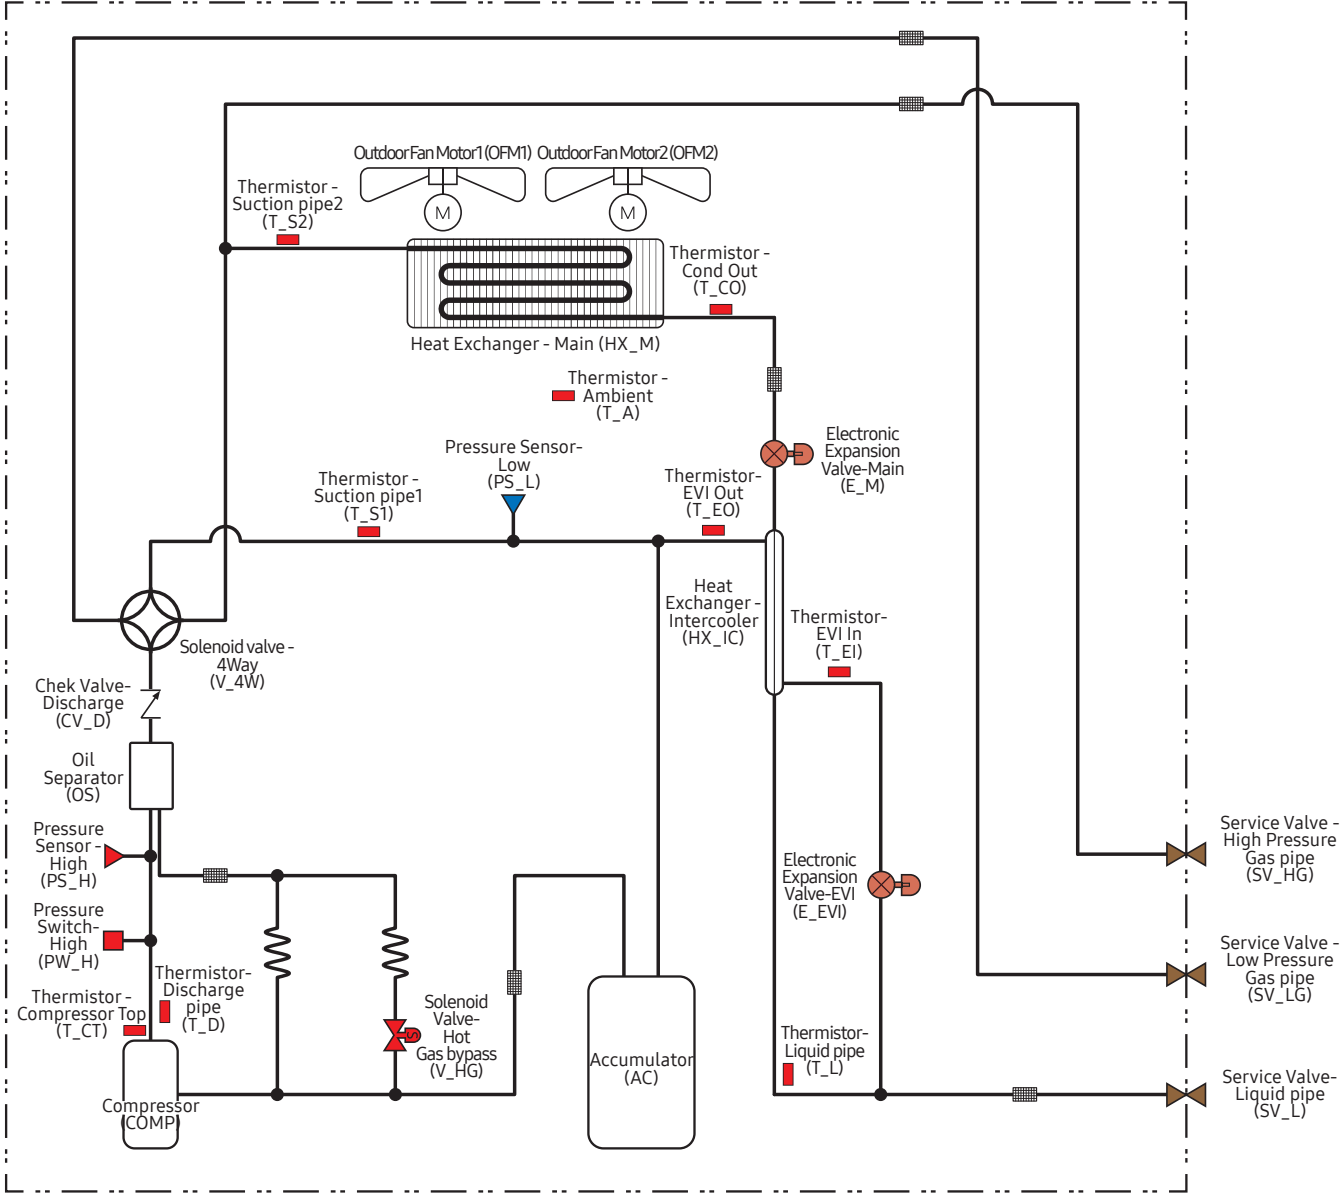 OutdoorFan Motor1(OFM1)
OutdoorFan Motor2(OFM2)
M
M
Thermistor -
Suction pipe2
(T_S2)
Thermistor -
Cond Out
(T_CO)
Heat Exchanger - Main (HX_M)
Thermistor -
Ambient
(T_A)
Electronic
Expansion
Valve-Main
(E_M)
Pressure Sensor-
Low
(PS_L)
Thermistor -
Suction pipe1
(T_S1)
Thermistor-
EVI Out
(T_EO)
Heat
Exchanger -
Intercooler
(HX_IC)
Thermistor-
EVI In
(T_EI)
Solenoid valve -
4Way
(V_4W)
Chek Valve-
Discharge
(CV_D)
Oil
Separator
(OS)
Pressure
Sensor -
High
(PS_H)
Pressure
Switch-
High
(PW_H)
Thermistor-
Discharge
pipe
(T_D)
Thermistor -
Compressor Top
(T_CT)
Compressor
(COMP)
Solenoid
Valve-
Hot
Gas bypass
(V_HG)
S
Accumulator
(AC)
Electronic
Expansion
Valve-EVI
(E_EVI)
Thermistor-
Liquid pipe
(T_L)
Service Valve -
High Pressure
Gas pipe
(SV_HG)
Service Valve -
Low Pressure
Gas pipe
(SV_LG)
Service Valve-
Liquid pipe
(SV_L)